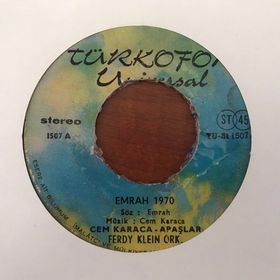 TÜRKOFON
Universal
stereo
ST 45
1507 A
TU-St 1507
EMRAH 1970
Söz : Emrah
Müzik : Cem Karaca
CEM KARACA - APAŞLAR
FERDY KLEIN ORK.